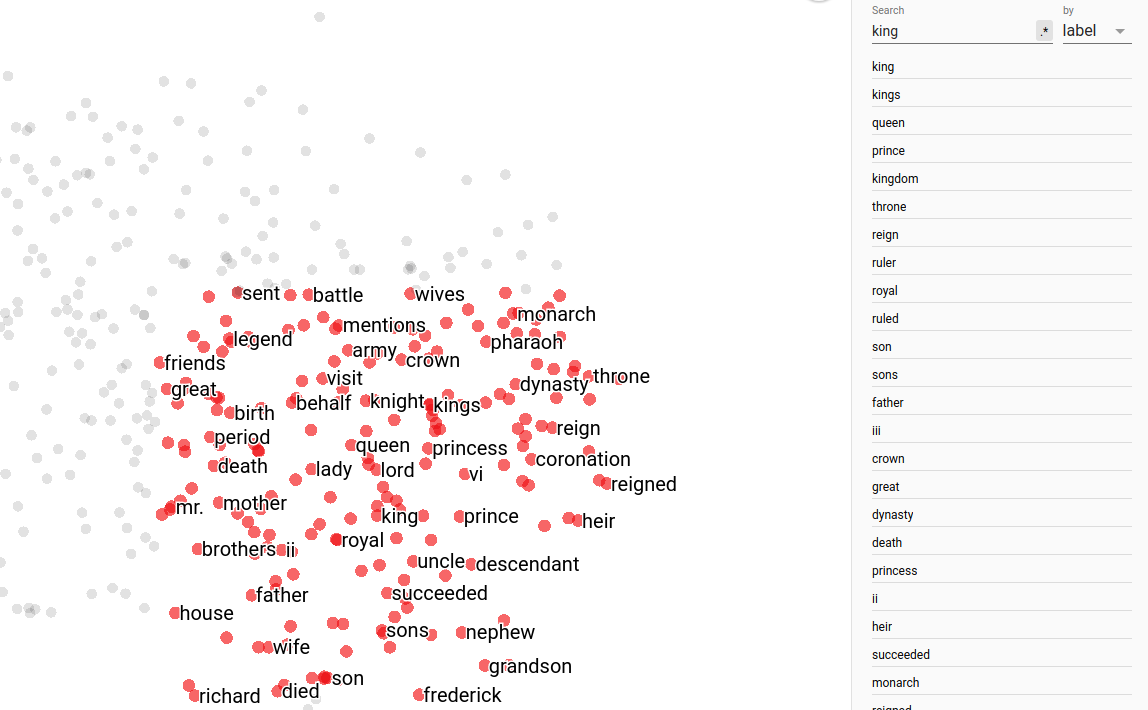 Search by
king .* label
king
kings
queen
prince
kingdom
throne
reign
ruler
royal
ruled
son
sons
father
iii
crown
great
dynasty
death
princess
ii
heir
succeeded
monarch
reigned
sent battle wives
monarch
mentions
legend pharaoh
army crown
friends
visit throne
great dynasty
behalf knight kings
birth
reign
period
queen princess
coronation
death lady lord vi
reigned
mr. mother
king prince heir
royal
brothers ii
uncle descendant
father succeeded
house
sons nephew
wife
grandson
son
richard died frederick